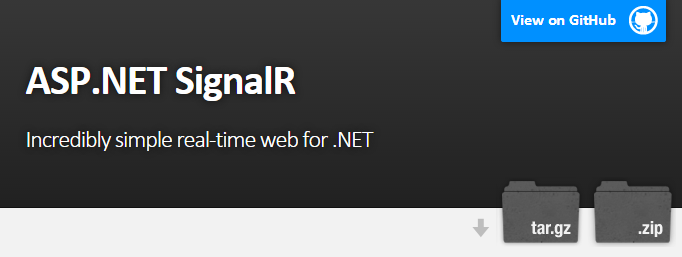 View on GitHub
ASP.NET SignalR
Incredibly simple real-time web for .NET
tar.gz
.zip